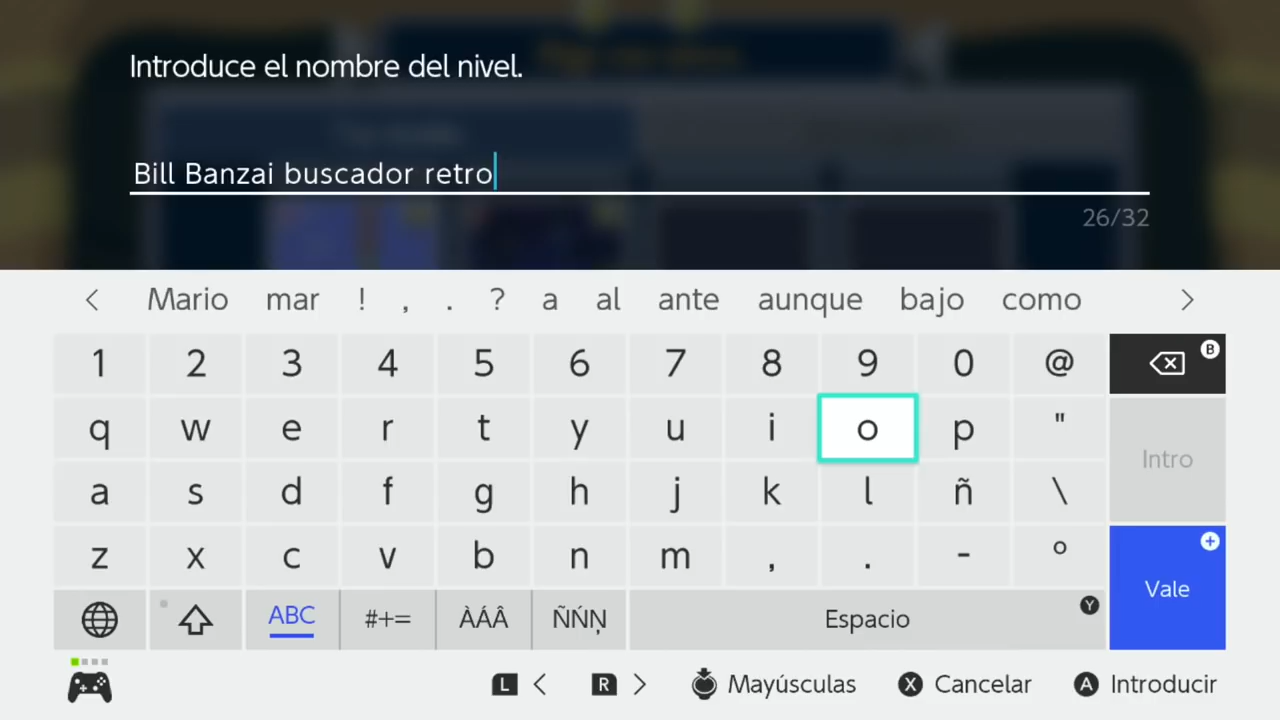 Introduce el nombre del nivel.
Bill Banzai buscador retro
26/32
Mario mar ! , . ? a al ante aunque bajo como
1 2 3 4 5 6 7 8 9 0 @ B
q w e r t y u i o p "
Intro
a s d f g h j k l ñ \
z x c v b n m , . - º
Vale
ABC #+= ÀÁÂ ÑŃŅ Espacio Y
L R Mayúsculas X Cancelar A Introducir